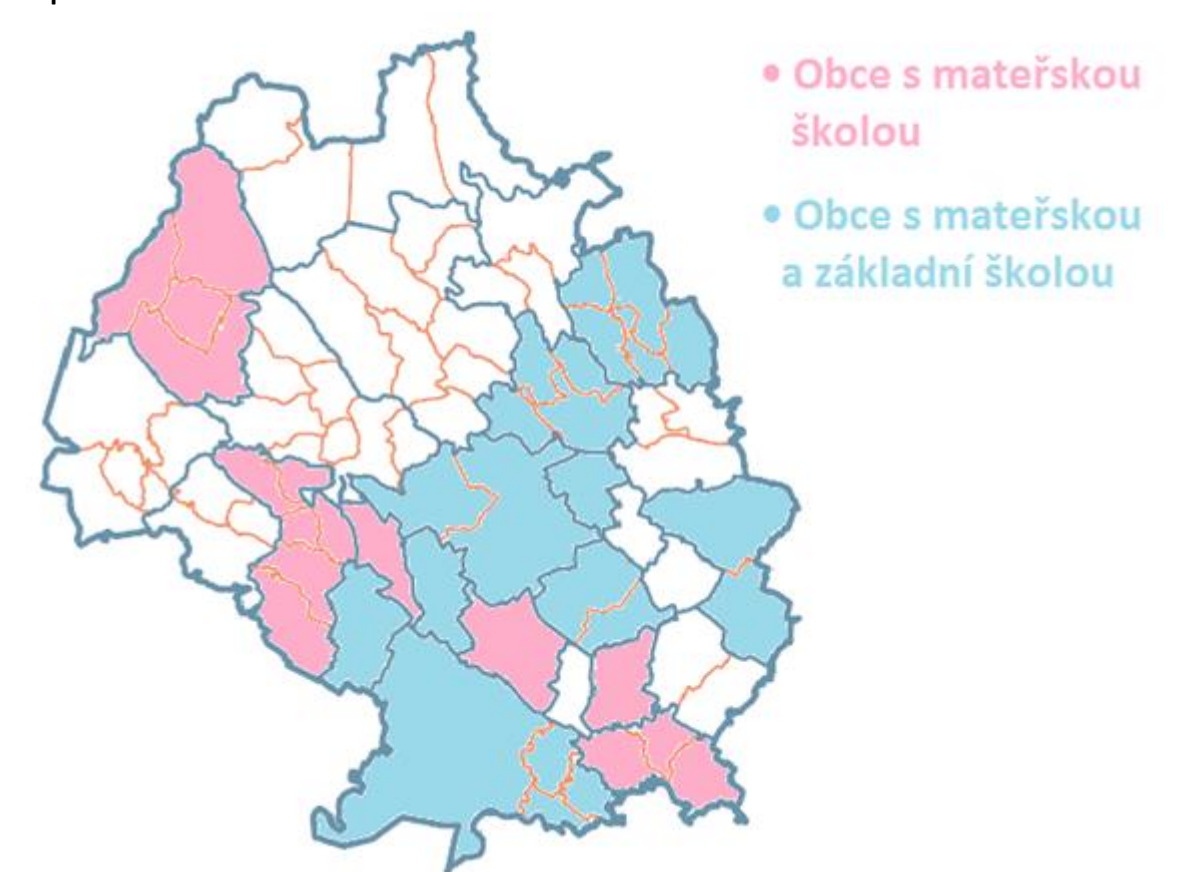 • Obce s mateřskou
školou
• Obce s mateřskou
a základní školou